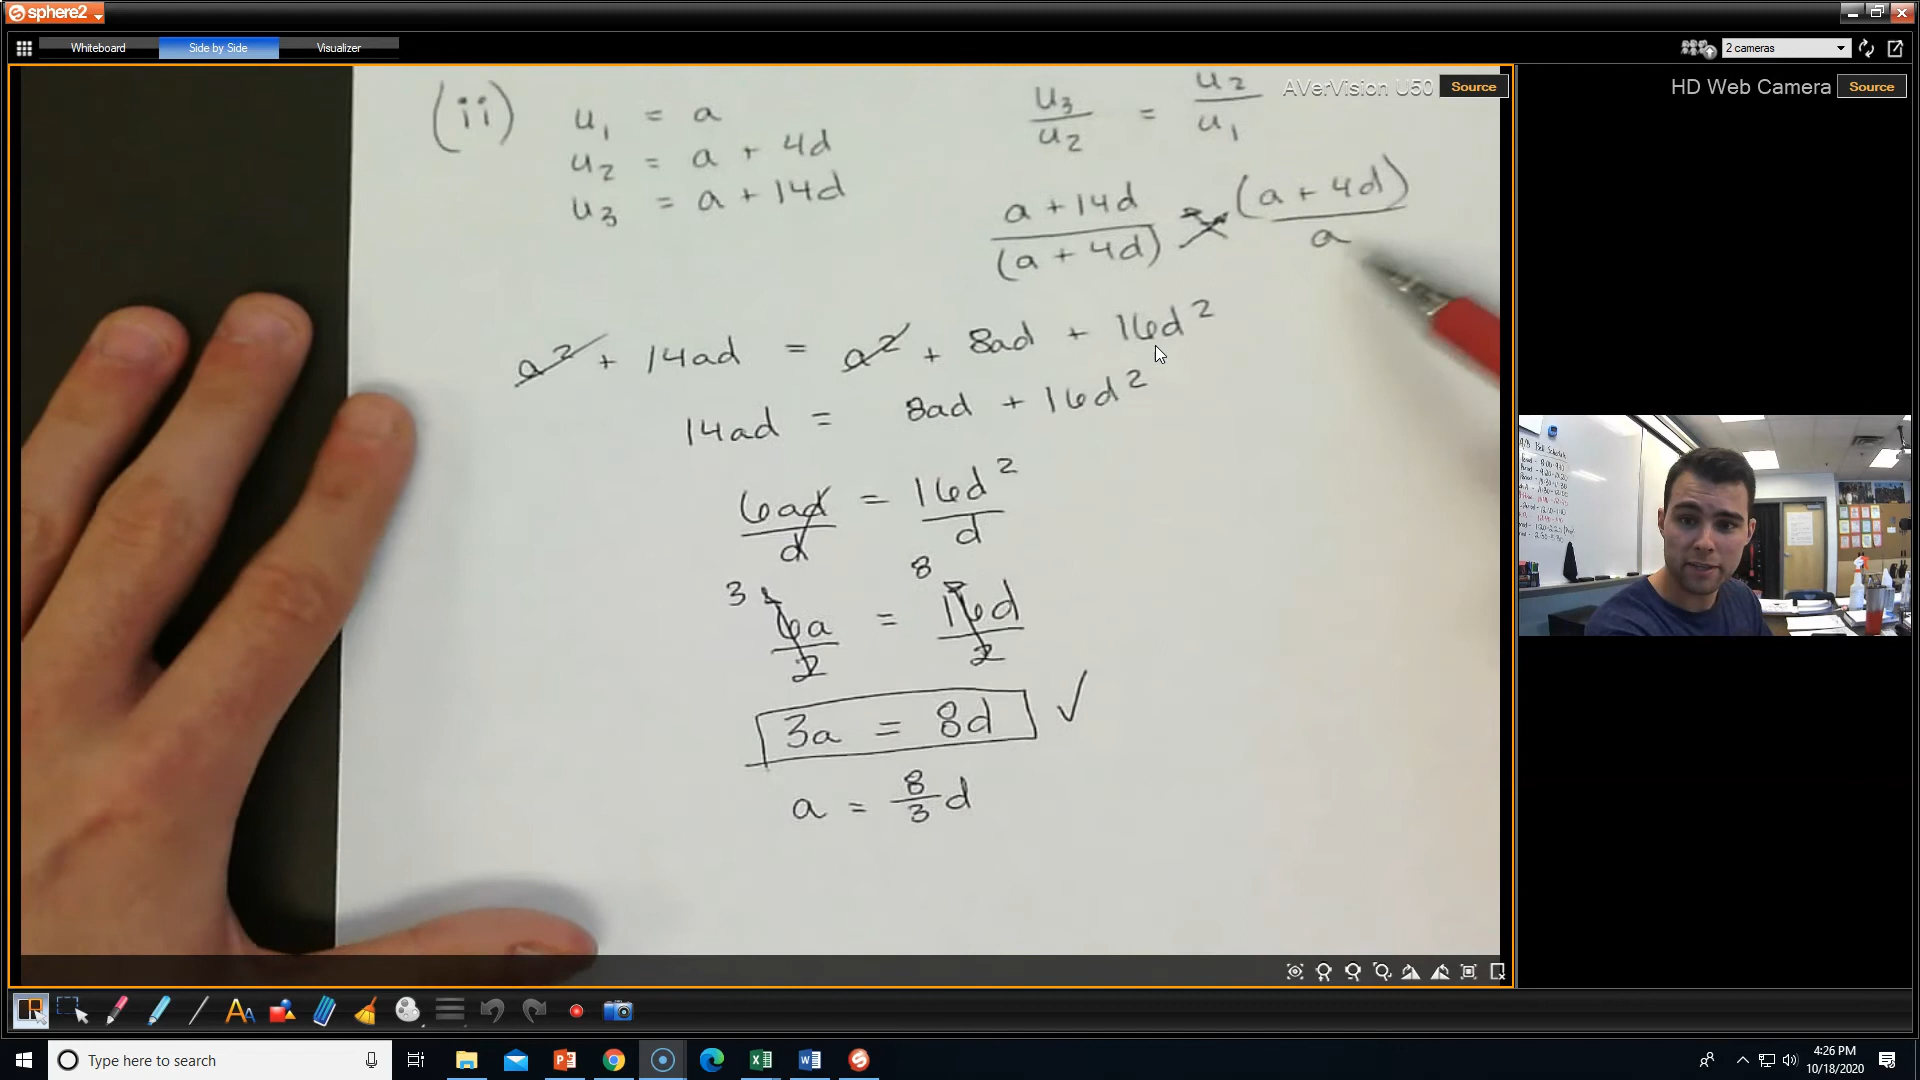 sphere2
Whiteboard
Side by Side
Visualizer
2 cameras
AVerVision U50
Source
HD Web Camera
Source
(ii)
u₁ = a
u₂ = a + 4d
u₃ = a + 14d
u₃/u₂ = u₂/u₁
(a + 14d)/(a + 4d) (a + 4d)/a
a² + 14ad = a² + 8ad + 16d²
14ad = 8ad + 16d²
6ad/d = 16d²/d
3 8
6a/2 = 16d/2
3a = 8d ✓
a = 8/3 d
Type here to search
4:26 PM
10/18/2020